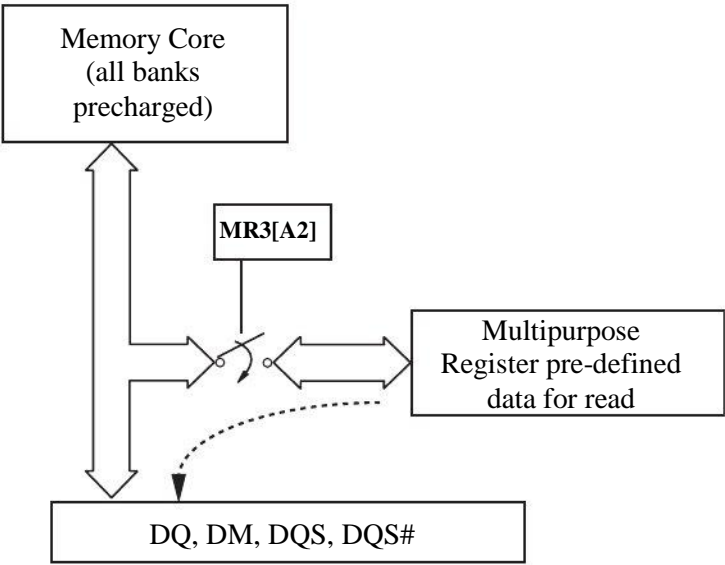 Memory Core
(all banks
precharged)
MR3[A2]
Multipurpose
Register pre-defined
data for read
DQ, DM, DQS, DQS#